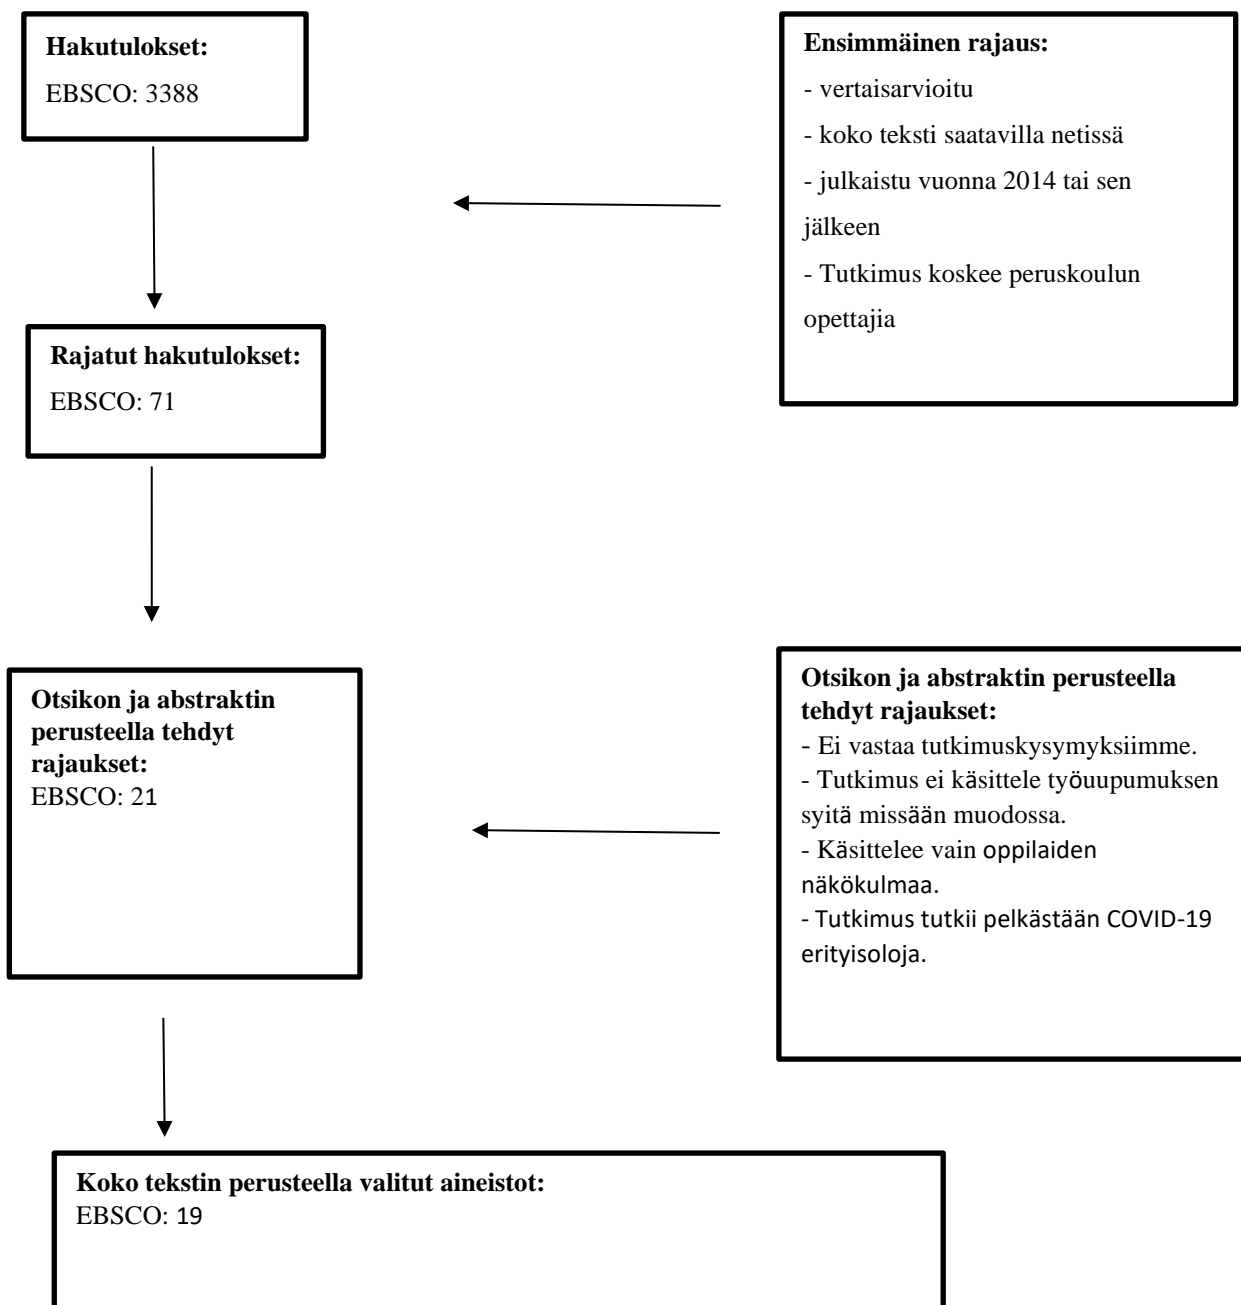 Hakutulokset:
EBSCO: 3388
Ensimmäinen rajaus:
- vertaisarvioitu
- koko teksti saatavilla netissä
- julkaistu vuonna 2014 tai sen
jälkeen
- Tutkimus koskee peruskoulun
opettajia
Rajatut hakutulokset:
EBSCO: 71
Otsikon ja abstraktin
perusteella tehdyt
rajaukset:
EBSCO: 21
Otsikon ja abstraktin perusteella
tehdyt rajaukset:
- Ei vastaa tutkimuskysymyksiimme.
- Tutkimus ei käsittele työuupumuksen
syitä missään muodossa.
- Käsittelee vain oppilaiden
näkökulmaa.
- Tutkimus tutkii pelkästään COVID-19
erityisoloja.
Koko tekstin perusteella valitut aineistot:
EBSCO: 19